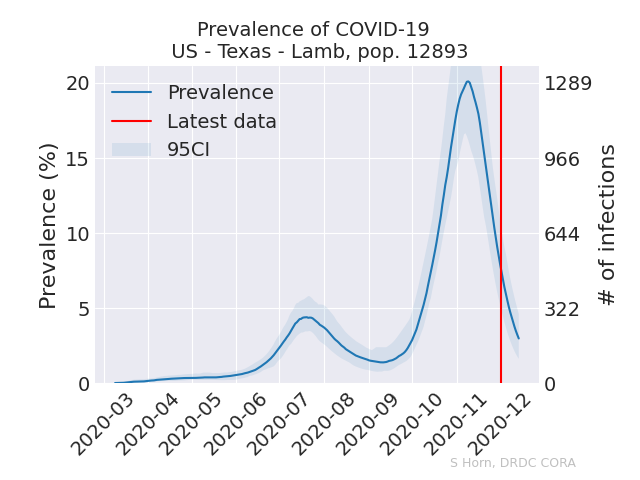 Prevalence of COVID-19
US - Texas - Lamb, pop. 12893
Prevalence
Latest data
95CI
Prevalence (%)
20
15
10
5
0
# of infections
1289
966
644
322
0
2020-03
2020-04
2020-05
2020-06
2020-07
2020-08
2020-09
2020-10
2020-11
2020-12
S Horn, DRDC CORA